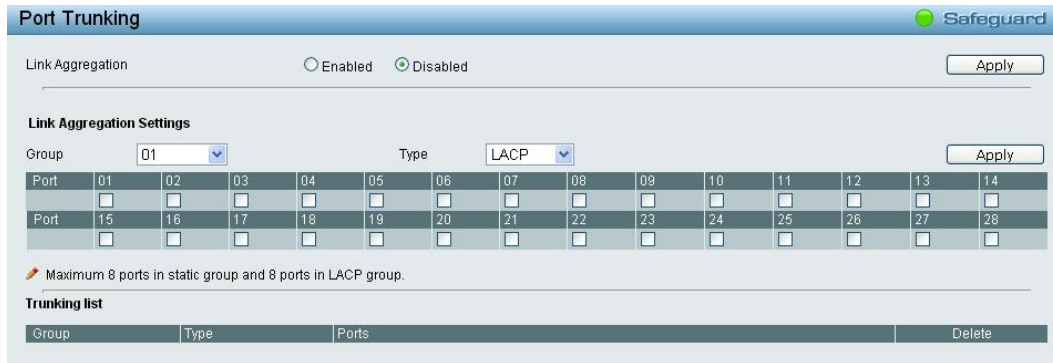 Port Trunking Safeguard
Link Aggregation Enabled Disabled Apply
Link Aggregation Settings
Group 01 Type LACP Apply
Port 01 02 03 04 05 06 07 08 09 10 11 12 13 14
Port 15 16 17 18 19 20 21 22 23 24 25 26 27 28
Maximum 8 ports in static group and 8 ports in LACP group.
Trunking list
Group Type Ports Delete